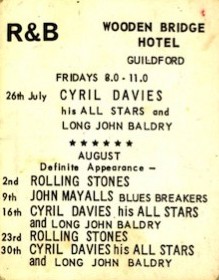 R&B
WOODEN BRIDGE
HOTEL
GUILDFORD
FRIDAYS 8.0-11.0
26th July CYRIL DAVIES
his ALL STARS and
LONG JOHN BALDRY
★★★★★★
AUGUST
Definite Appearance—
2nd ROLLING STONES
9th JOHN MAYALLS BLUES BREAKERS
16th CYRIL DAVIES his ALL STARS
and LONG JOHN BALDRY
23rd ROLLING STONES
30th CYRIL DAVIES his ALL STARS
and LONG JOHN BALDRY